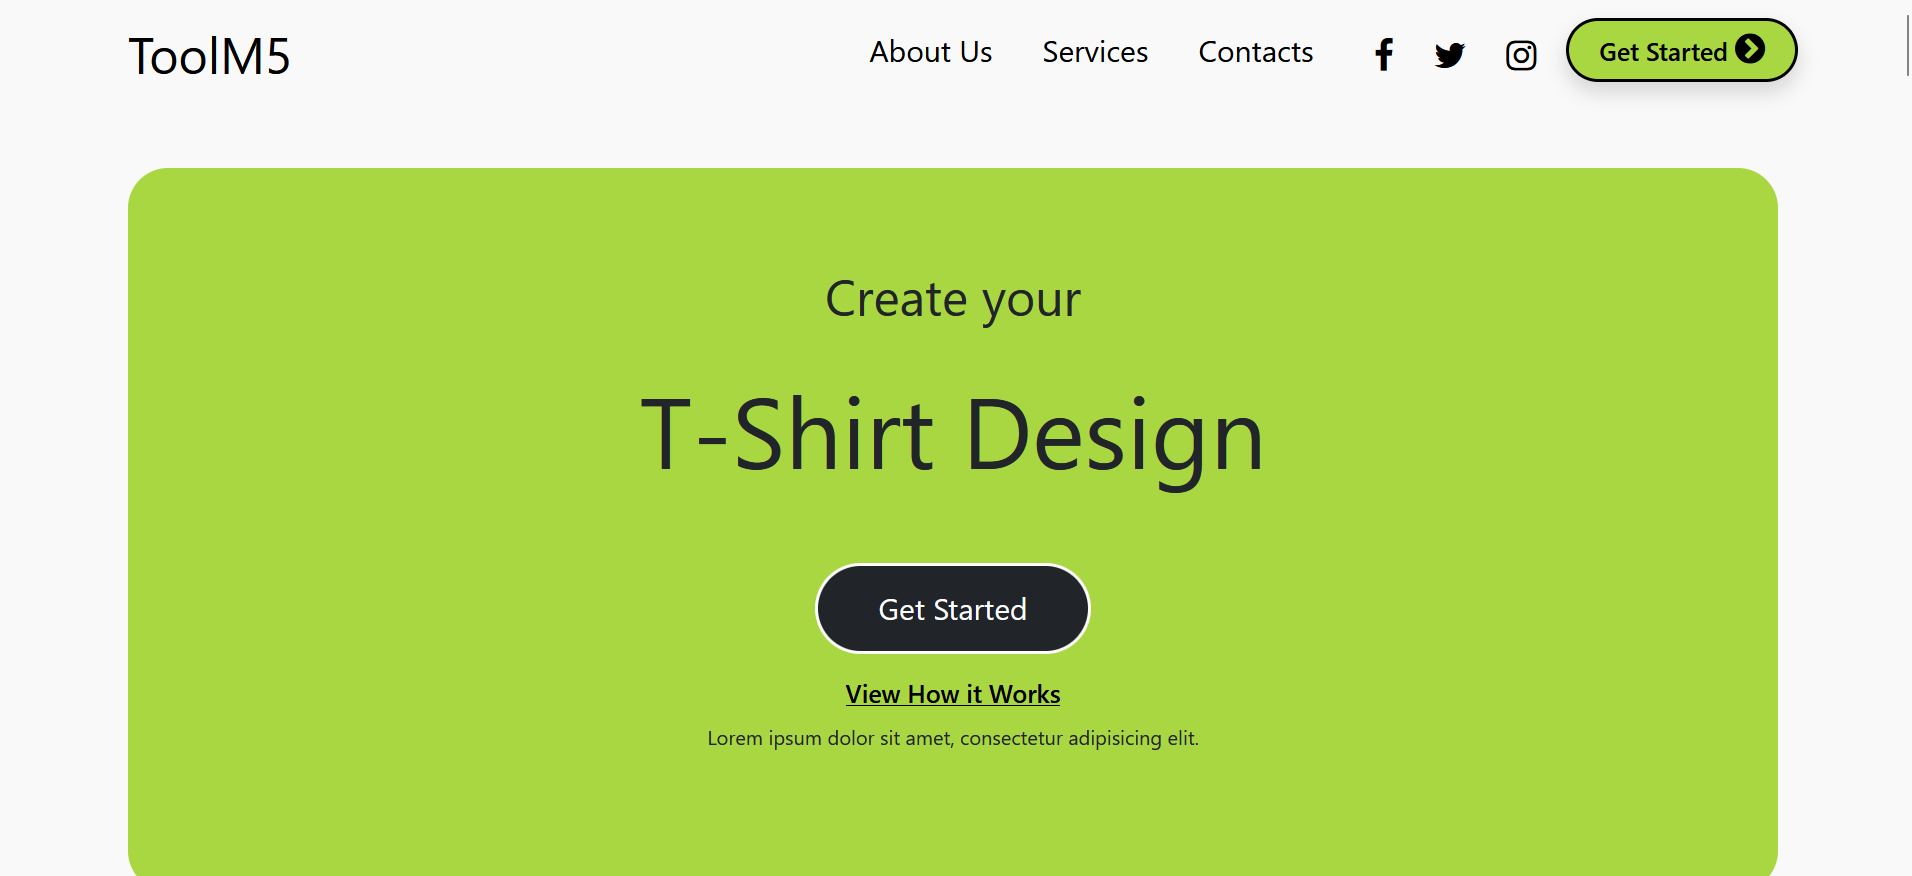 ToolM5
About Us Services Contacts Get Started
Create your
T-Shirt Design
Get Started
View How it Works
Lorem ipsum dolor sit amet, consectetur adipisicing elit.